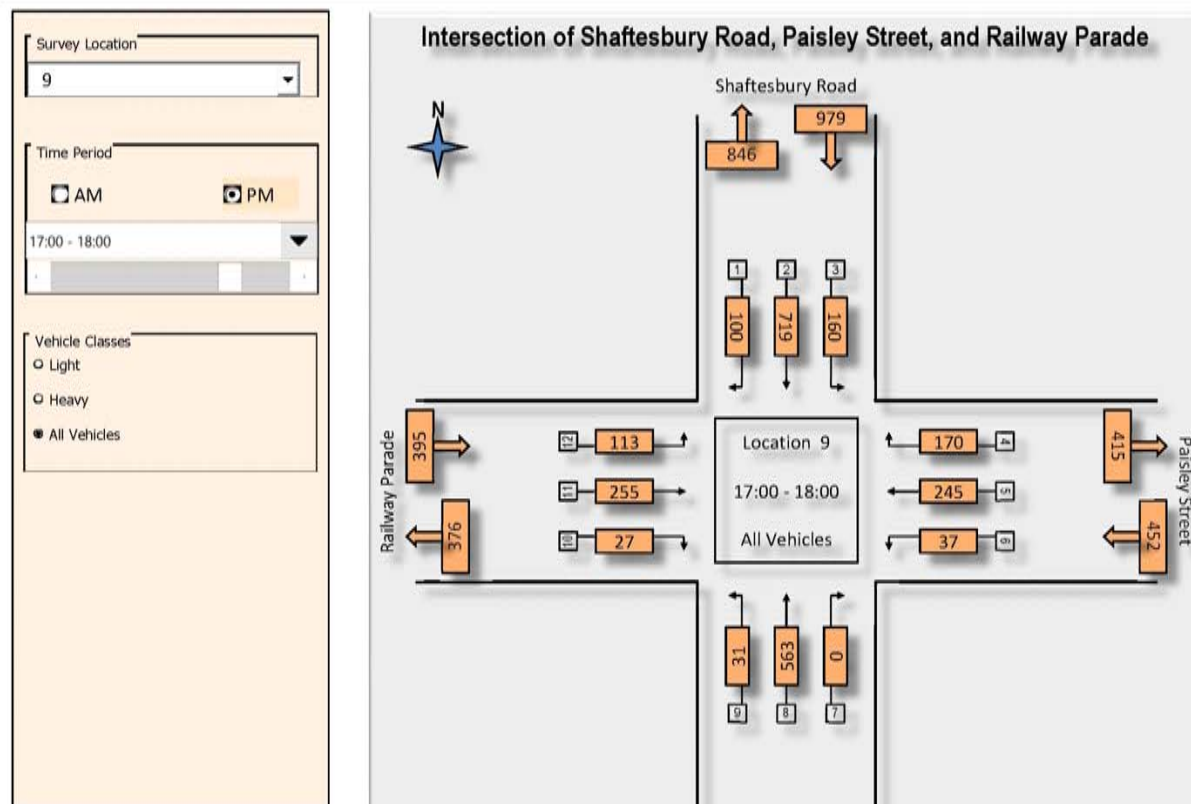 Survey Location
9
Time Period
AM
PM
17:00 - 18:00
Vehicle Classes
Light
Heavy
All Vehicles
Intersection of Shaftesbury Road, Paisley Street, and Railway Parade
N
Shaftesbury Road
846
979
1
2
3
100
719
160
Railway Parade
395
376
12
113
11
255
10
27
Location 9
17:00 - 18:00
All Vehicles
170
4
245
5
37
6
415
452
Paisley Street
31
563
0
9
8
7